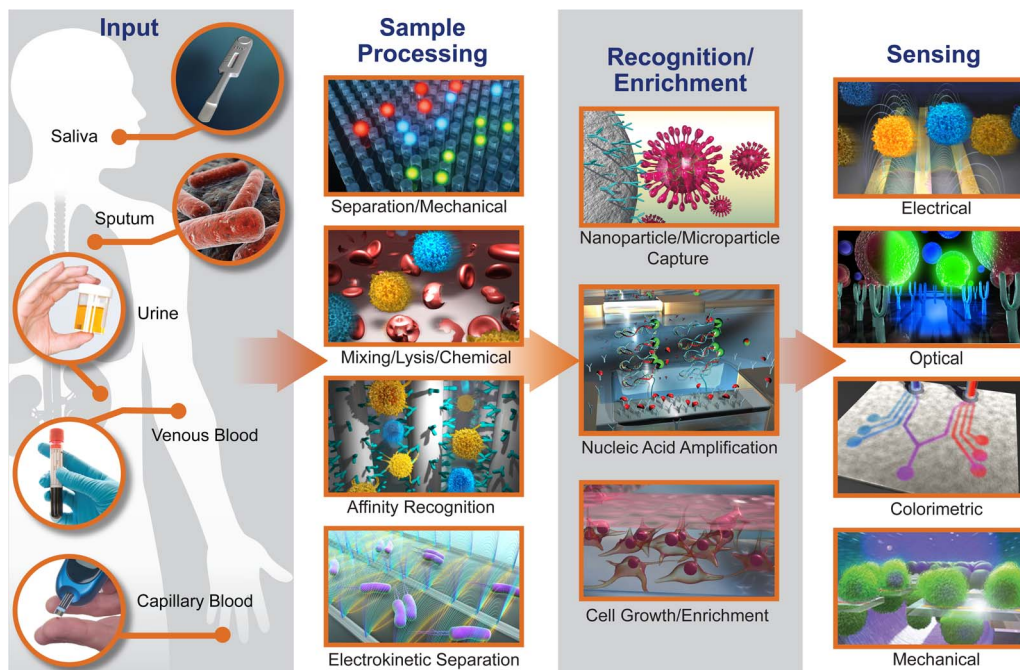 Input
Saliva
Sputum
Urine
Venous Blood
Capillary Blood
Sample
Processing
Separation/Mechanical
Mixing/Lysis/Chemical
Affinity Recognition
Electrokinetic Separation
Recognition/
Enrichment
Nanoparticle/Microparticle
Capture
Nucleic Acid Amplification
Cell Growth/Enrichment
Sensing
Electrical
Optical
Colorimetric
Mechanical